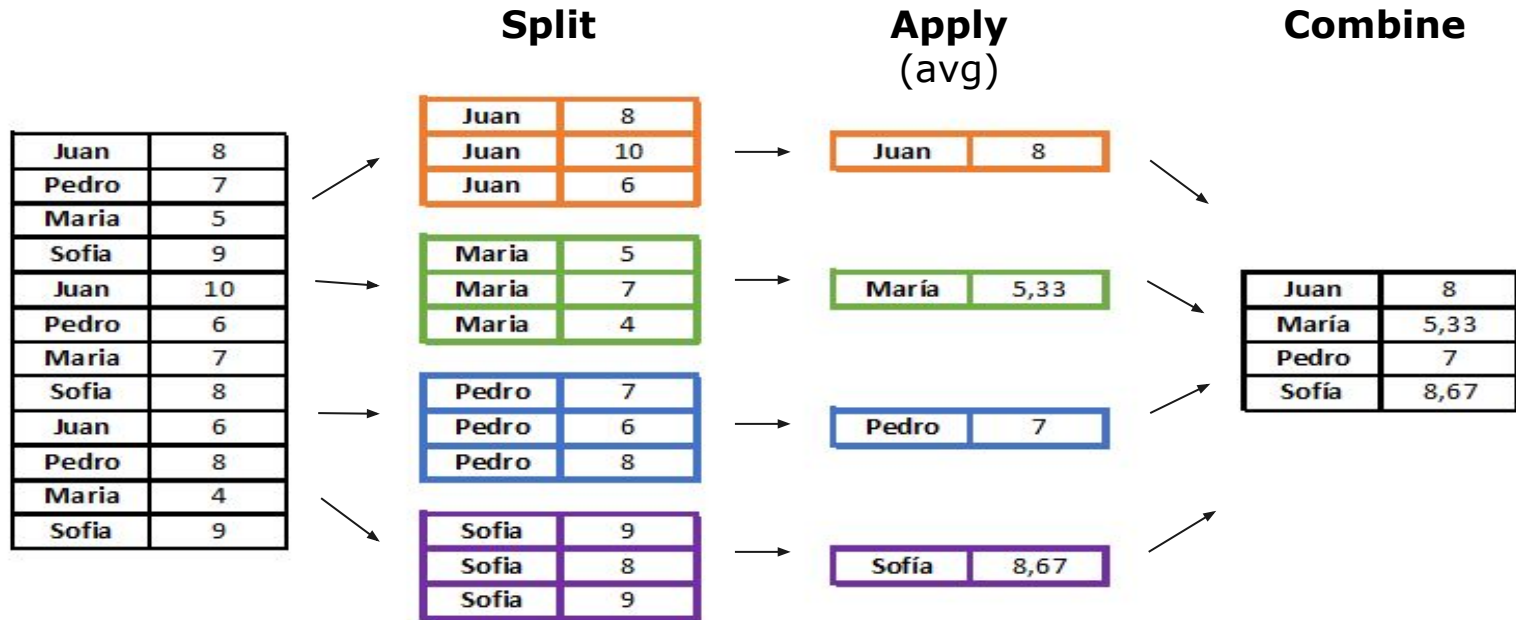 Split
Apply
(avg)
Combine
Juan 8
Pedro 7
Maria 5
Sofia 9
Juan 10
Pedro 6
Maria 7
Sofia 8
Juan 6
Pedro 8
Maria 4
Sofia 9
Juan 8
Juan 10
Juan 6
Maria 5
Maria 7
Maria 4
Pedro 7
Pedro 6
Pedro 8
Sofia 9
Sofia 8
Sofia 9
Juan 8
María 5,33
Pedro 7
Sofía 8,67
Juan 8
María 5,33
Pedro 7
Sofía 8,67